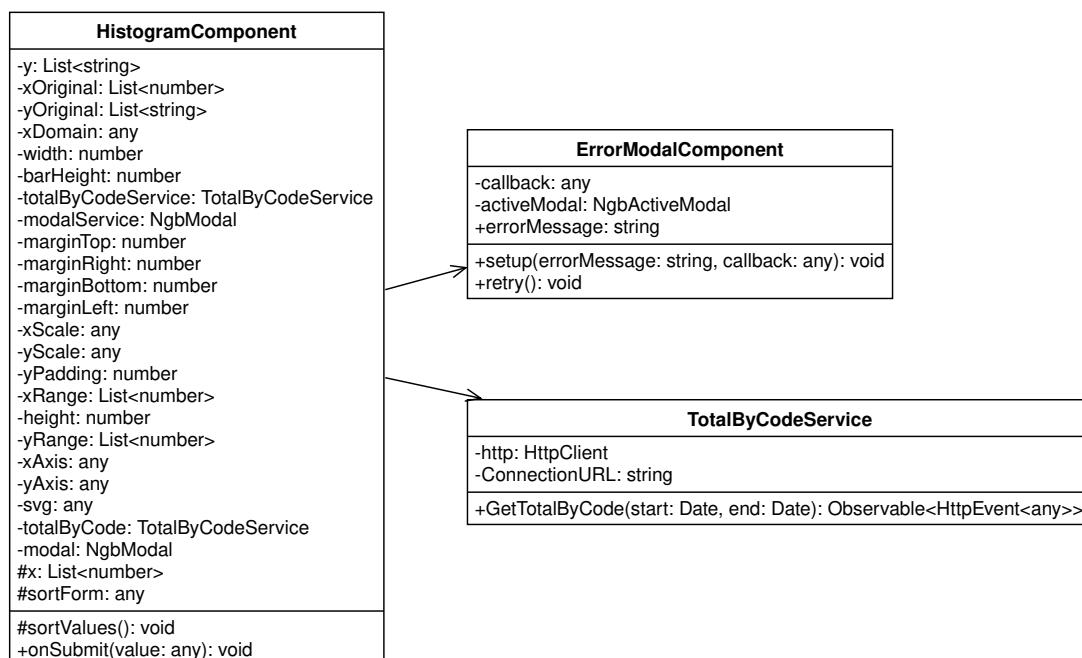 HistogramComponent
-y: List<string>
-xOriginal: List<number>
-yOriginal: List<string>
-xDomain: any
-width: number
-barHeight: number
-totalByCodeService: TotalByCodeService
-modalService: NgbModal
-marginTop: number
-marginRight: number
-marginBottom: number
-marginLeft: number
-xScale: any
-yScale: any
-yPadding: number
-xRange: List<number>
-height: number
-yRange: List<number>
-xAxis: any
-yAxis: any
-svg: any
-totalByCode: TotalByCodeService
-modal: NgbModal
#x: List<number>
#sortForm: any
#sortValues(): void
+onSubmit(value: any): void
ErrorModalComponent
-callback: any
-activeModal: NgbActiveModal
+errorMessage: string
+setup(errorMessage: string, callback: any): void
+retry(): void
TotalByCodeService
-http: HttpClient
-ConnectionURL: string
+GetTotalByCode(start: Date, end: Date): Observable<HttpEvent<any>>